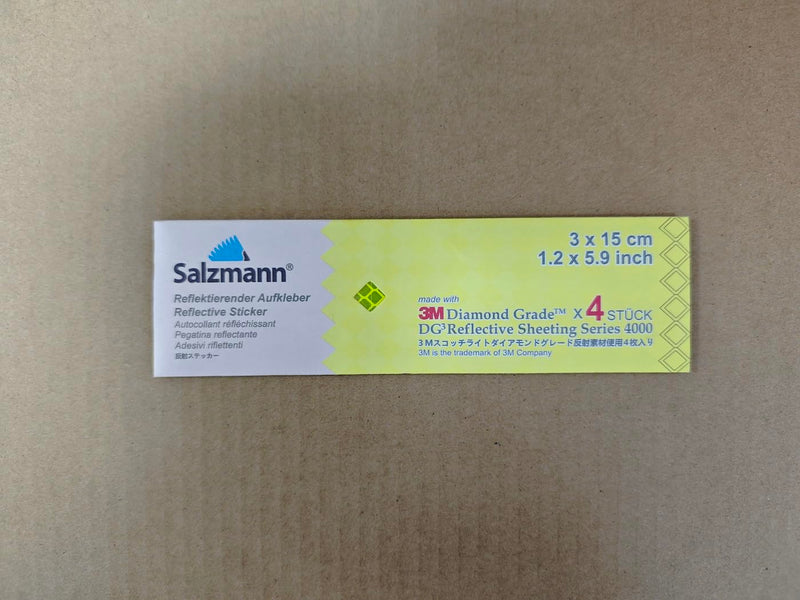 Salzmann®
Reflektierender Aufkleber
Reflective Sticker
Autocollant réfléchissant
Pegatina reflectante
Adesivi riflettenti
反射ステッカー
3 x 15 cm
1.2 x 5.9 inch
made with
3M Diamond Grade™ X 4 STÜCK
DG³ Reflective Sheeting Series 4000
3Mスコッチライトダイアモンドグレード反射素材使用4枚入り
3M is the trademark of 3M Company